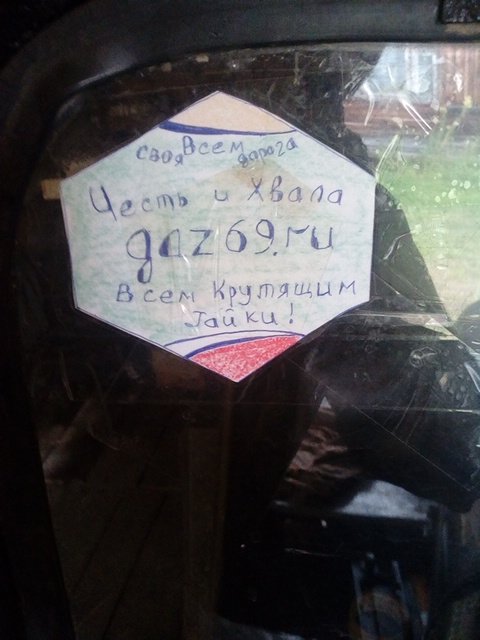 Всем своя дорога
Честь и Хвала
gaz69.ru
Всем Крутящим
Гайки!